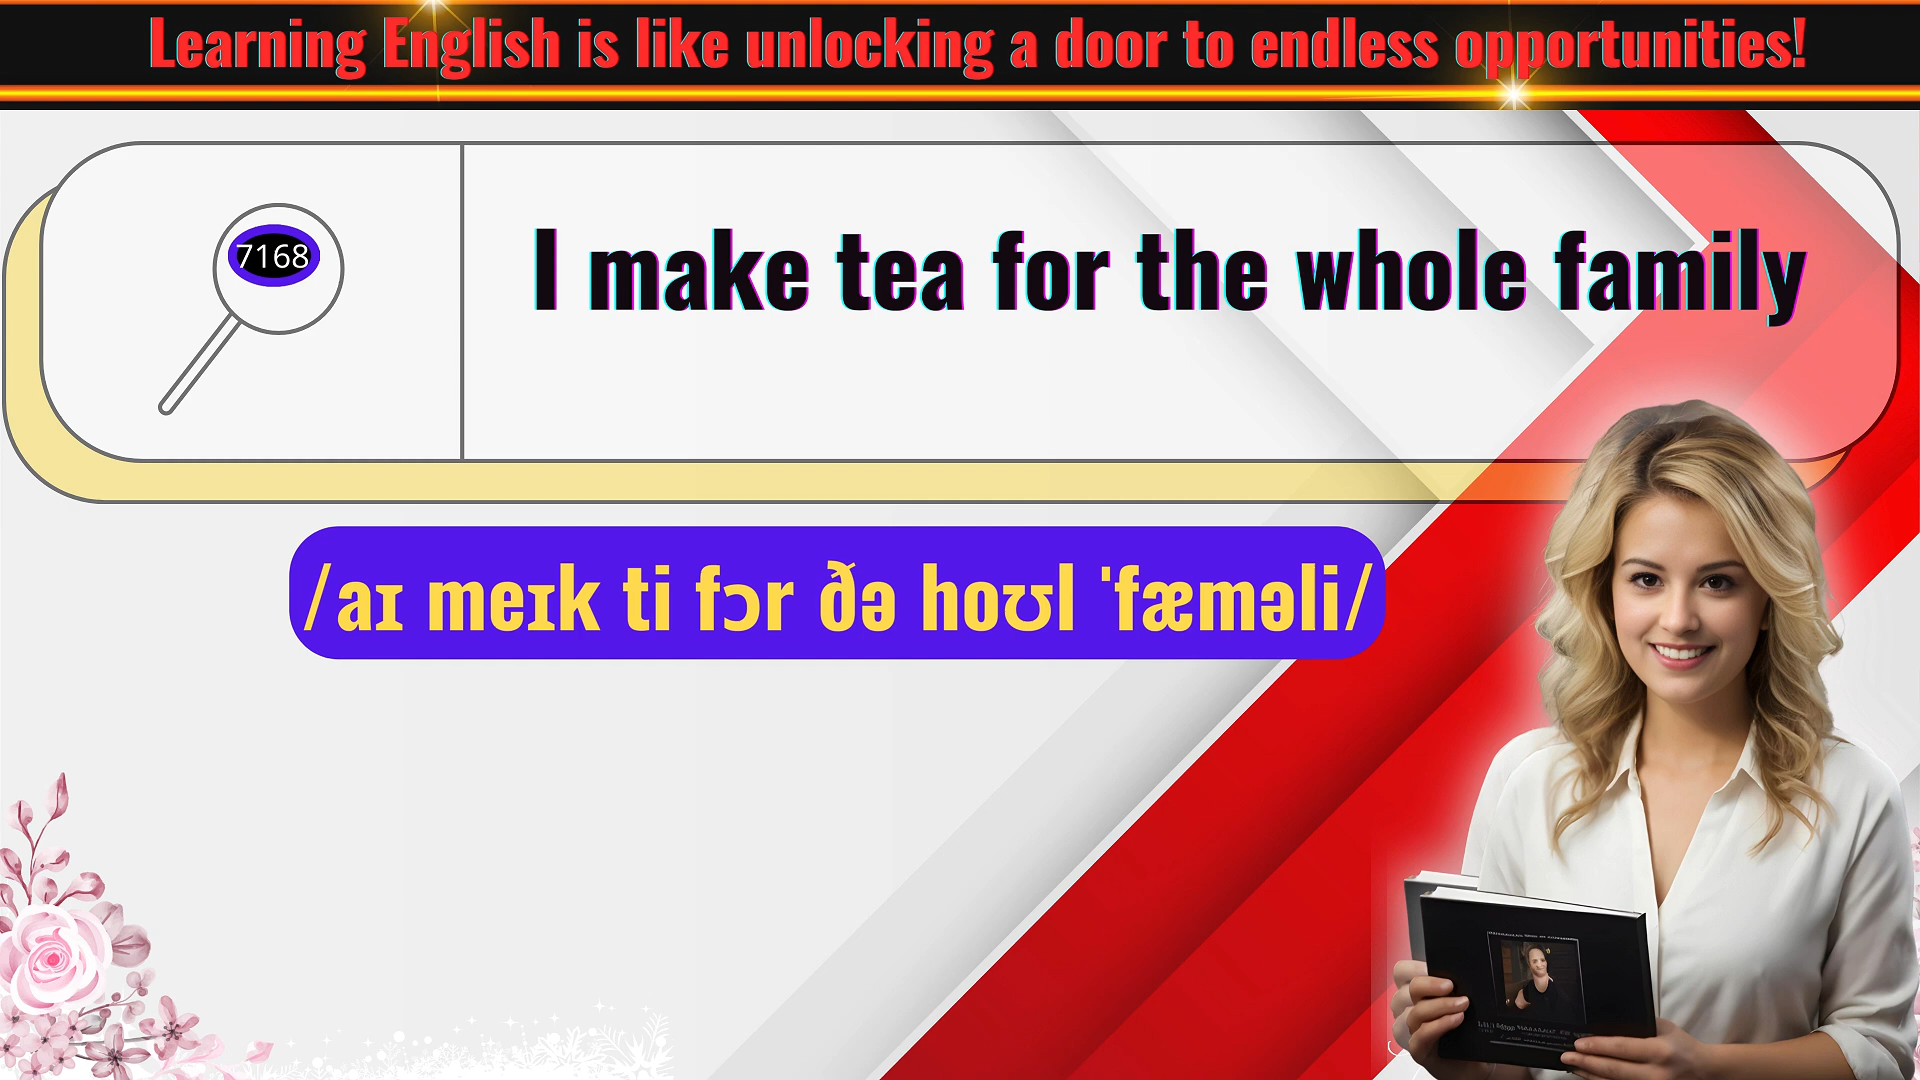 Learning English is like unlocking a door to endless opportunities!
7168
I make tea for the whole family
/aɪ meɪk ti fɔr ðə hoʊl ˈfæməli/